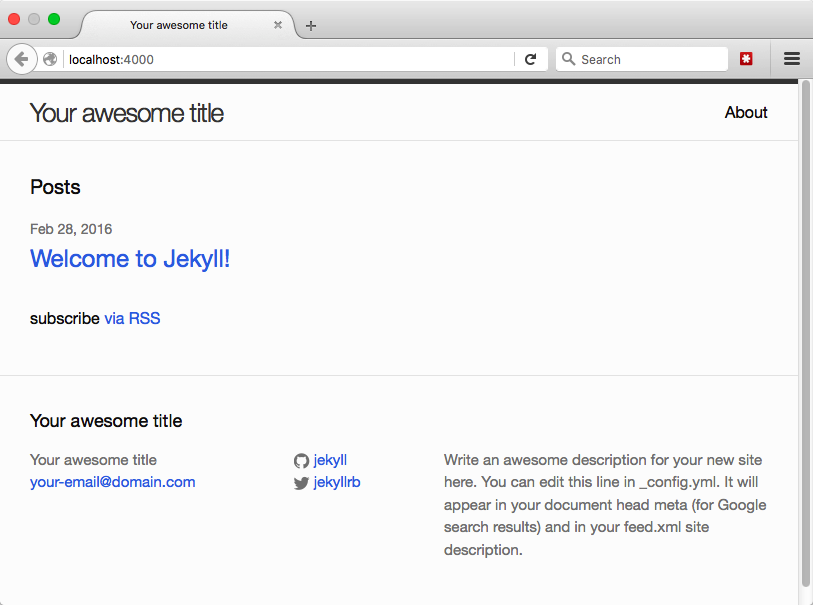 Your awesome title
localhost:4000
Search
Your awesome title
About
Posts
Feb 28, 2016
Welcome to Jekyll!
subscribe via RSS
Your awesome title
Your awesome title
your-email@domain.com
jekyll
jekyllrb
Write an awesome description for your new site
here. You can edit this line in _config.yml. It will
appear in your document head meta (for Google
search results) and in your feed.xml site
description.